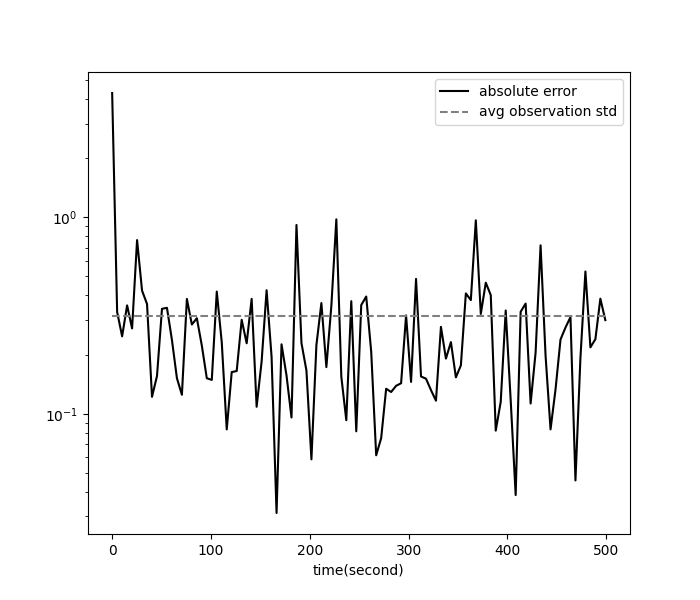 absolute error
avg observation std
10⁰
10⁻¹
0 100 200 300 400 500
time(second)